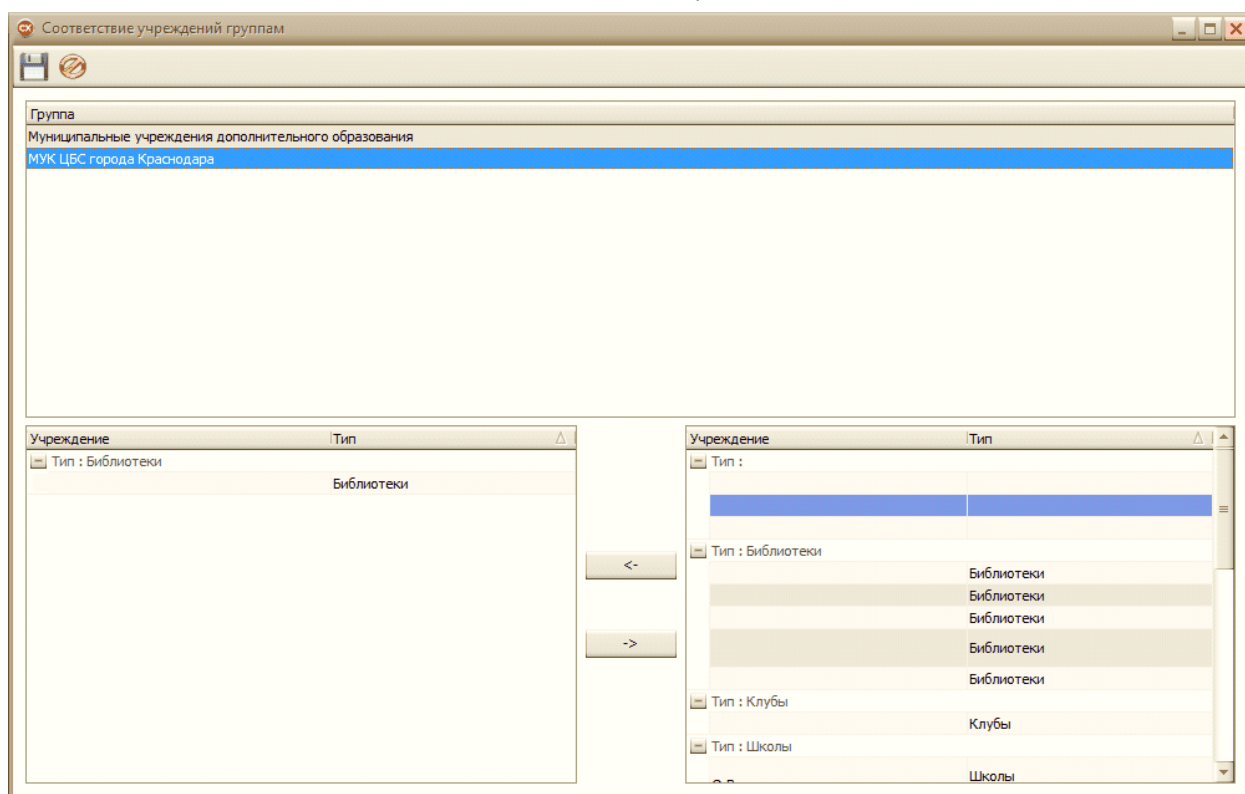 Соответствие учреждений группам
Группа
Муниципальные учреждения дополнительного образования
МУК ЦБС города Краснодара
Учреждение Тип
Тип : Библиотеки
Библиотеки
<-
->
Учреждение Тип
Тип :
Тип : Библиотеки
Библиотеки
Библиотеки
Библиотеки
Библиотеки
Библиотеки
Тип : Клубы
Клубы
Тип : Школы
Школы